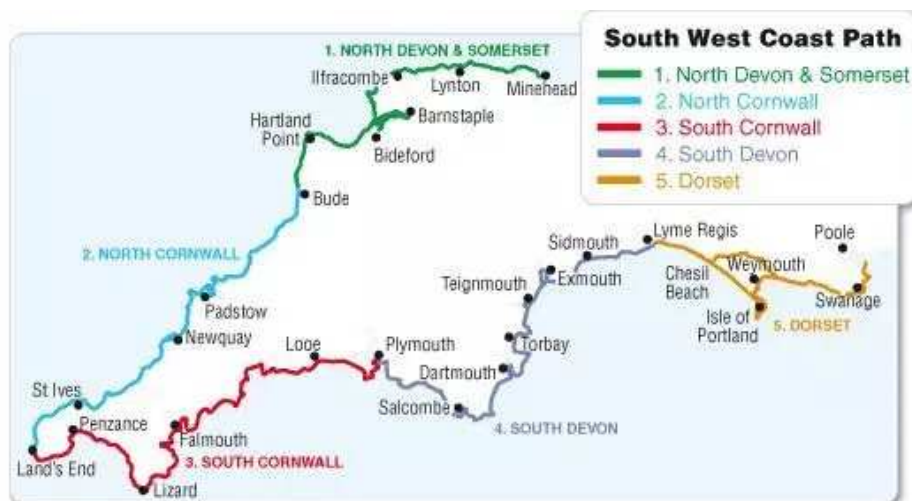 South West Coast Path
1. North Devon & Somerset
2. North Cornwall
3. South Cornwall
4. South Devon
5. Dorset
1. NORTH DEVON & SOMERSET
Ilfracombe
Lynton
Minehead
Barnstaple
Hartland
Point
Bideford
Bude
2. NORTH CORNWALL
Padstow
Newquay
St Ives
Penzance
Land's End
Lizard
Falmouth
3. SOUTH CORNWALL
Looe
Plymouth
Salcombe
Dartmouth
Torbay
4. SOUTH DEVON
Teignmouth
Exmouth
Sidmouth
Lyme Regis
Chesil
Beach
Weymouth
Isle of
Portland
5. DORSET
Poole
Swanage